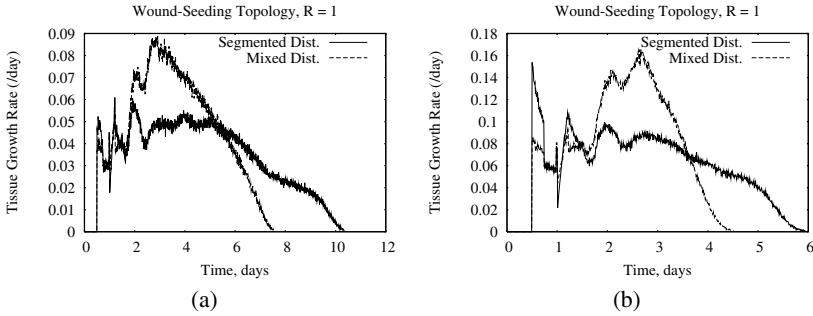 Wound-Seeding Topology, R = 1
Tissue Growth Rate (/day)
0.09
0.08
0.07
0.06
0.05
0.04
0.03
0.02
0.01
0
Segmented Dist.
Mixed Dist.
0 2 4 6 8 10 12
Time, days
(a)
Wound-Seeding Topology, R = 1
Tissue Growth Rate (/day)
0.18
0.16
0.14
0.12
0.1
0.08
0.06
0.04
0.02
0
Segmented Dist.
Mixed Dist.
0 1 2 3 4 5 6
Time, days
(b)